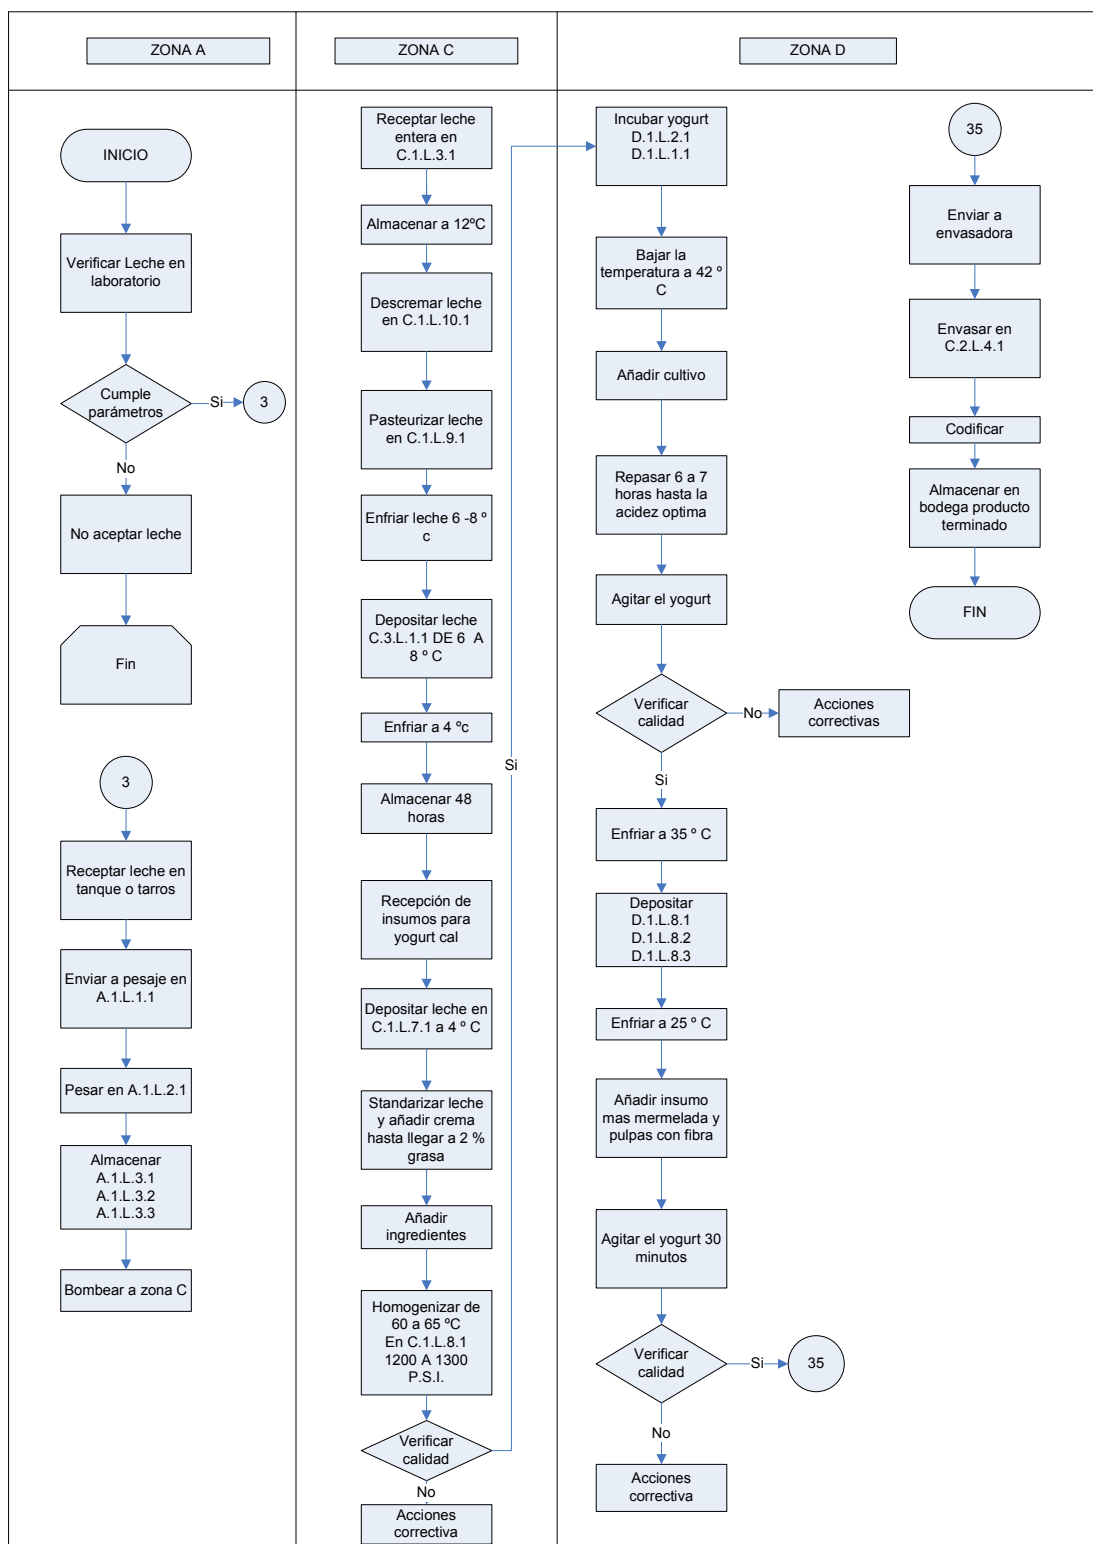 ZONA A
ZONA C
ZONA D
INICIO
Verificar Leche en
laboratorio
Cumple
parámetros
Si
3
No
No aceptar leche
Fin
3
Receptar leche en
tanque o tarros
Enviar a pesaje en
A.1.L.1.1
Pesar en A.1.L.2.1
Almacenar
A.1.L.3.1
A.1.L.3.2
A.1.L.3.3
Bombear a zona C
Receptar leche
entera en
C.1.L.3.1
Almacenar a 12ºC
Descremar leche
en C.1.L.10.1
Pasteurizar leche
en C.1.L.9.1
Enfriar leche 6 -8 º
c
Depositar leche
C.3.L.1.1 DE 6 A
8 º C
Enfriar a 4 ºc
Almacenar 48
horas
Recepción de
insumos para
yogurt cal
Depositar leche en
C.1.L.7.1 a 4 º C
Standarizar leche
y añadir crema
hasta llegar a 2 %
grasa
Añadir
ingredientes
Homogenizar de
60 a 65 ºC
En C.1.L.8.1
1200 A 1300
P.S.I.
Verificar
calidad
Si
No
Acciones
correctiva
Incubar yogurt
D.1.L.2.1
D.1.L.1.1
Bajar la
temperatura a 42 º
C
Añadir cultivo
Repasar 6 a 7
horas hasta la
acidez optima
Agitar el yogurt
Verificar
calidad
No
Acciones
correctivas
Si
Enfriar a 35 º C
Depositar
D.1.L.8.1
D.1.L.8.2
D.1.L.8.3
Enfriar a 25 º C
Añadir insumo
mas mermelada y
pulpas con fibra
Agitar el yogurt 30
minutos
Verificar
calidad
Si
35
No
Acciones
correctiva
35
Enviar a
envasadora
Envasar en
C.2.L.4.1
Codificar
Almacenar en
bodega producto
terminado
FIN